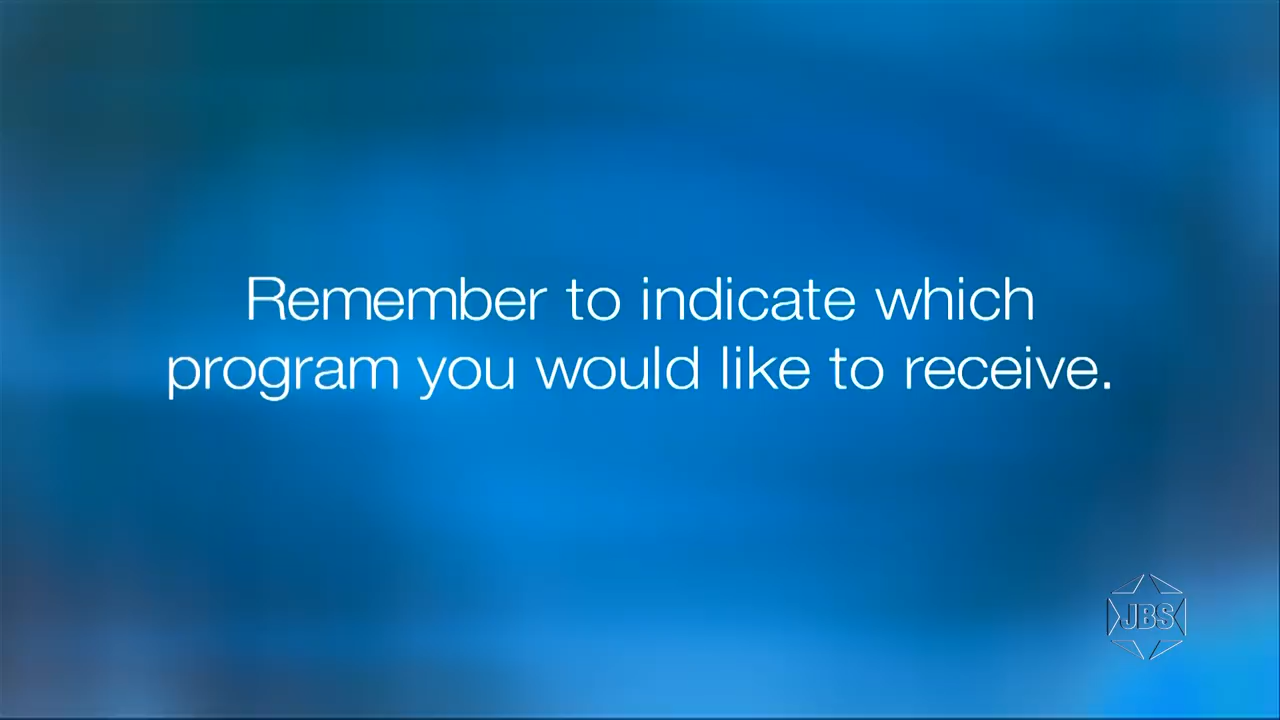 Remember to indicate which
program you would like to receive.
JBS